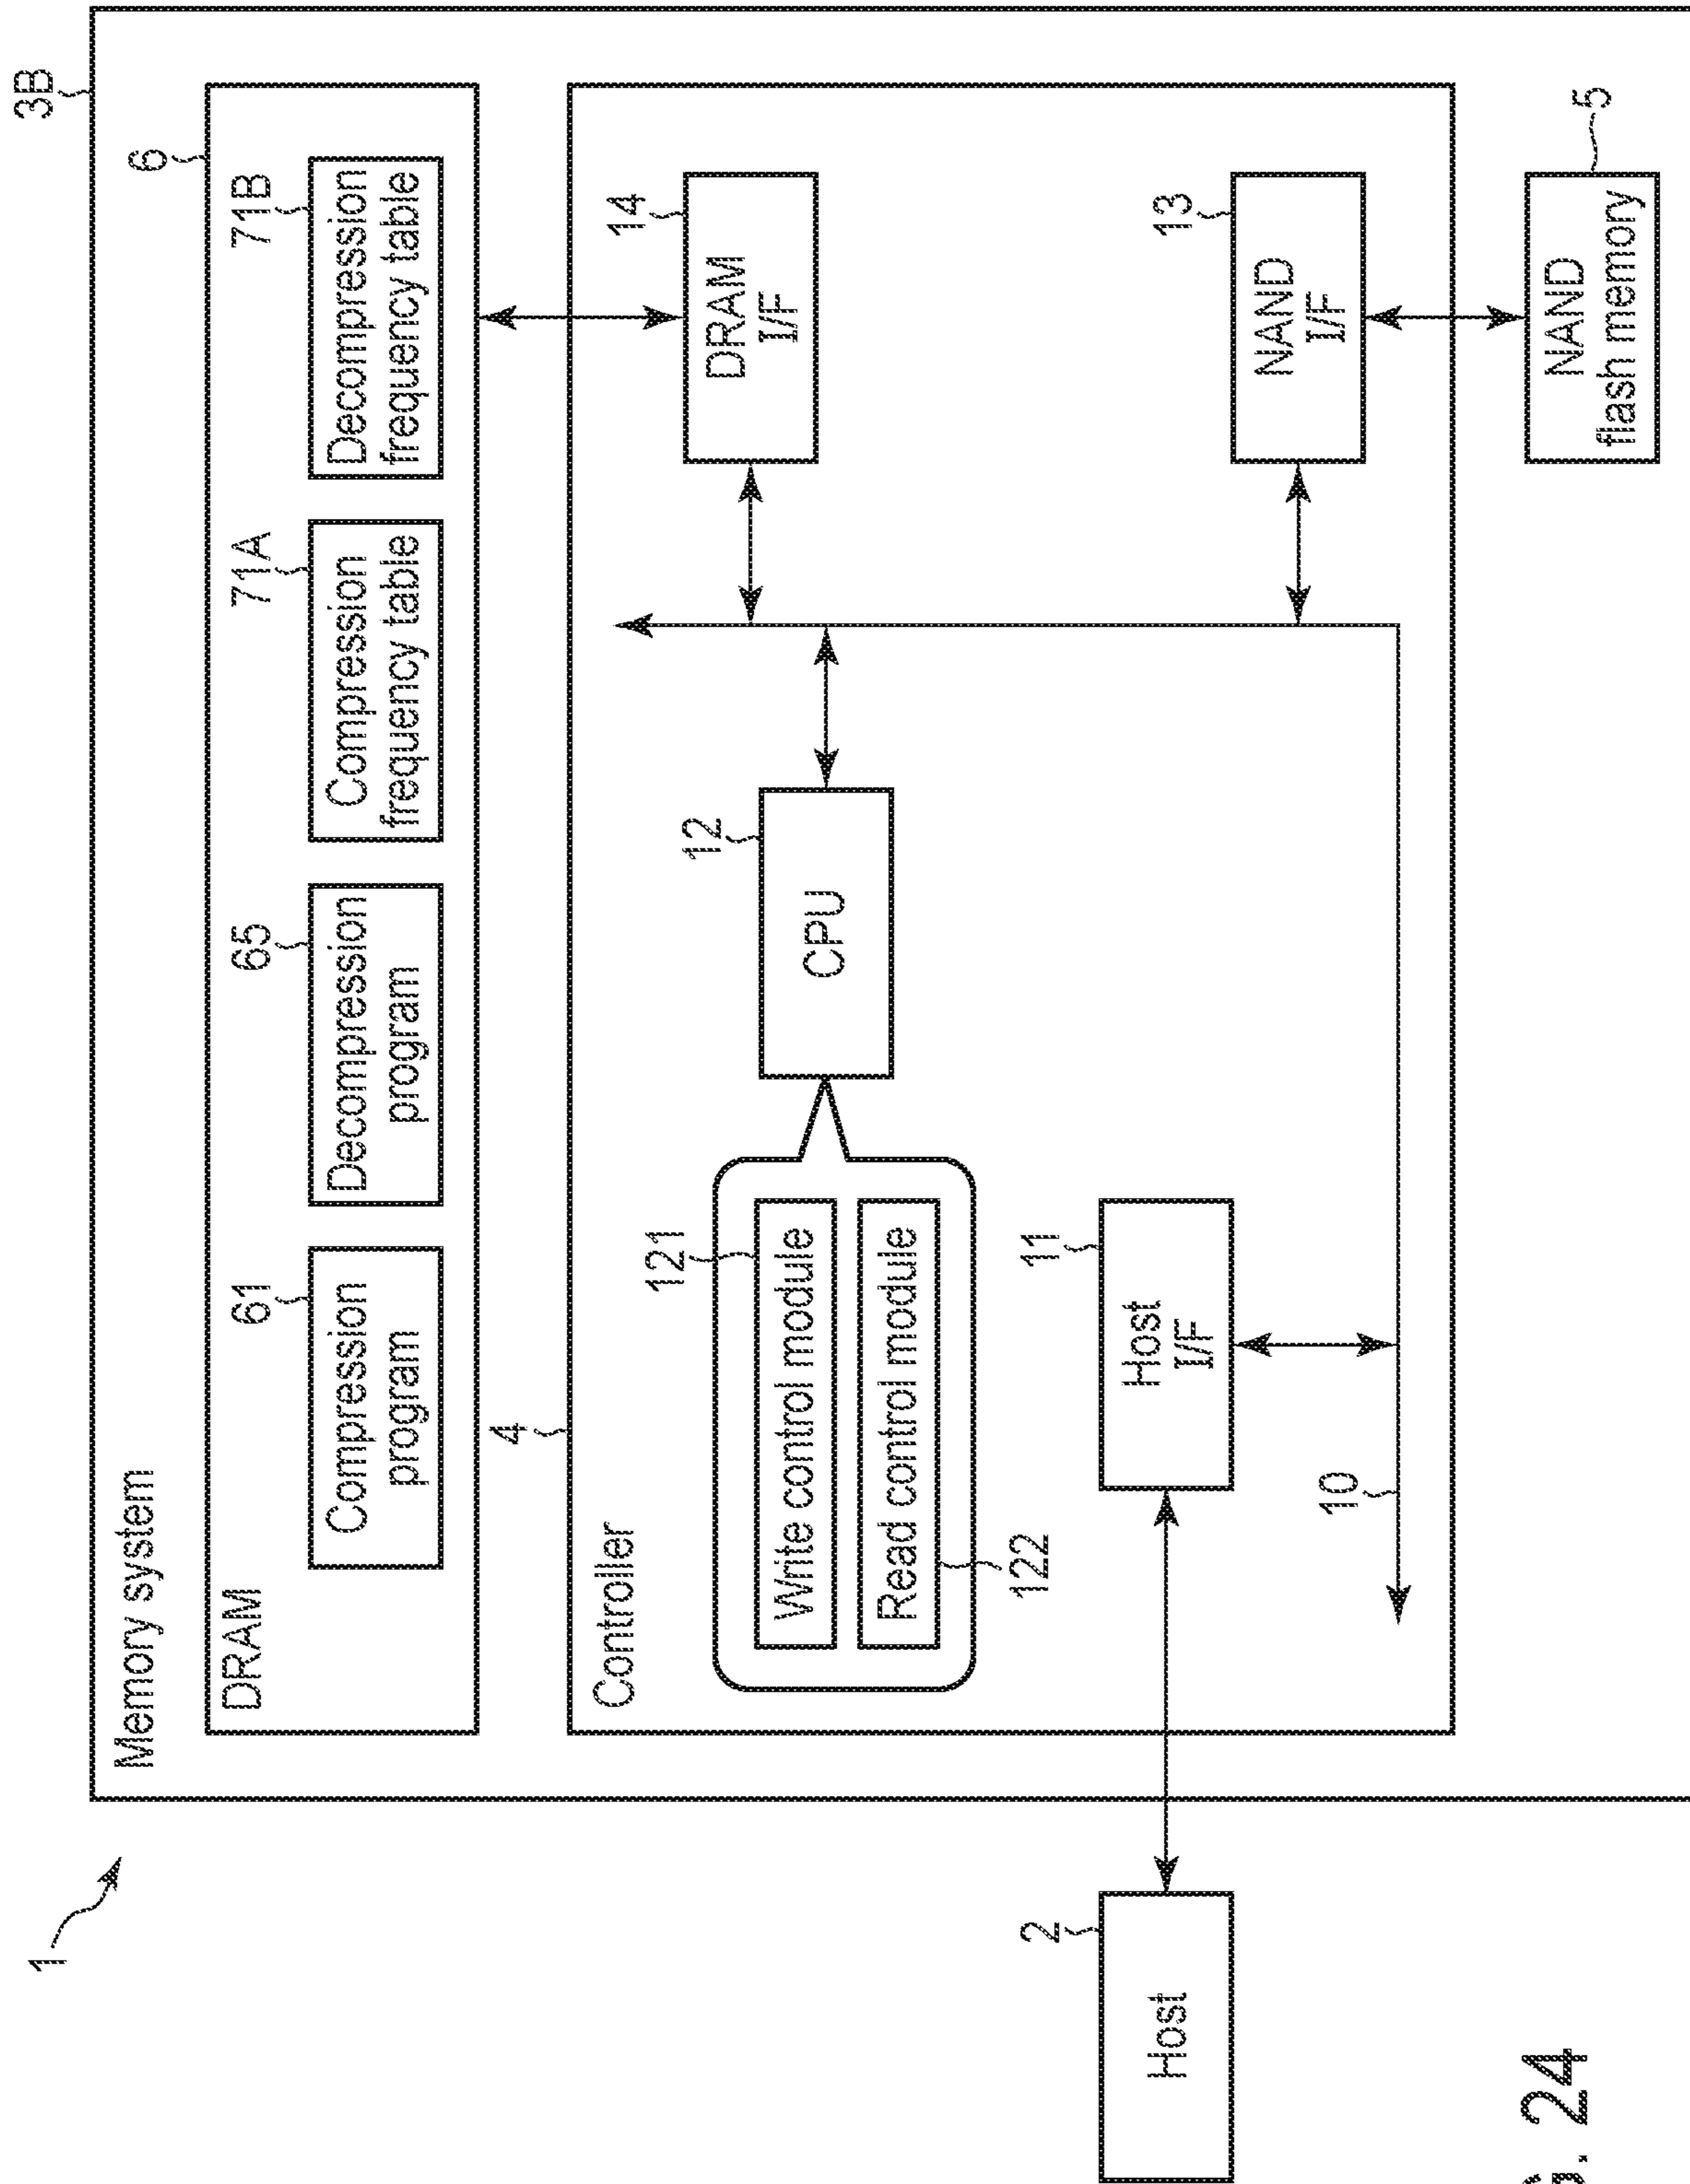 1
3B
Memory system
6
DRAM
61
Compression
program
65
Decompression
program
71A
Compression
frequency table
71B
Decompression
frequency table
4
Controller
121
Write control module
Read control module
122
12
CPU
14
DRAM
I/F
2
Host
11
Host
I/F
10
13
NAND
I/F
5
NAND
flash memory
G. 24